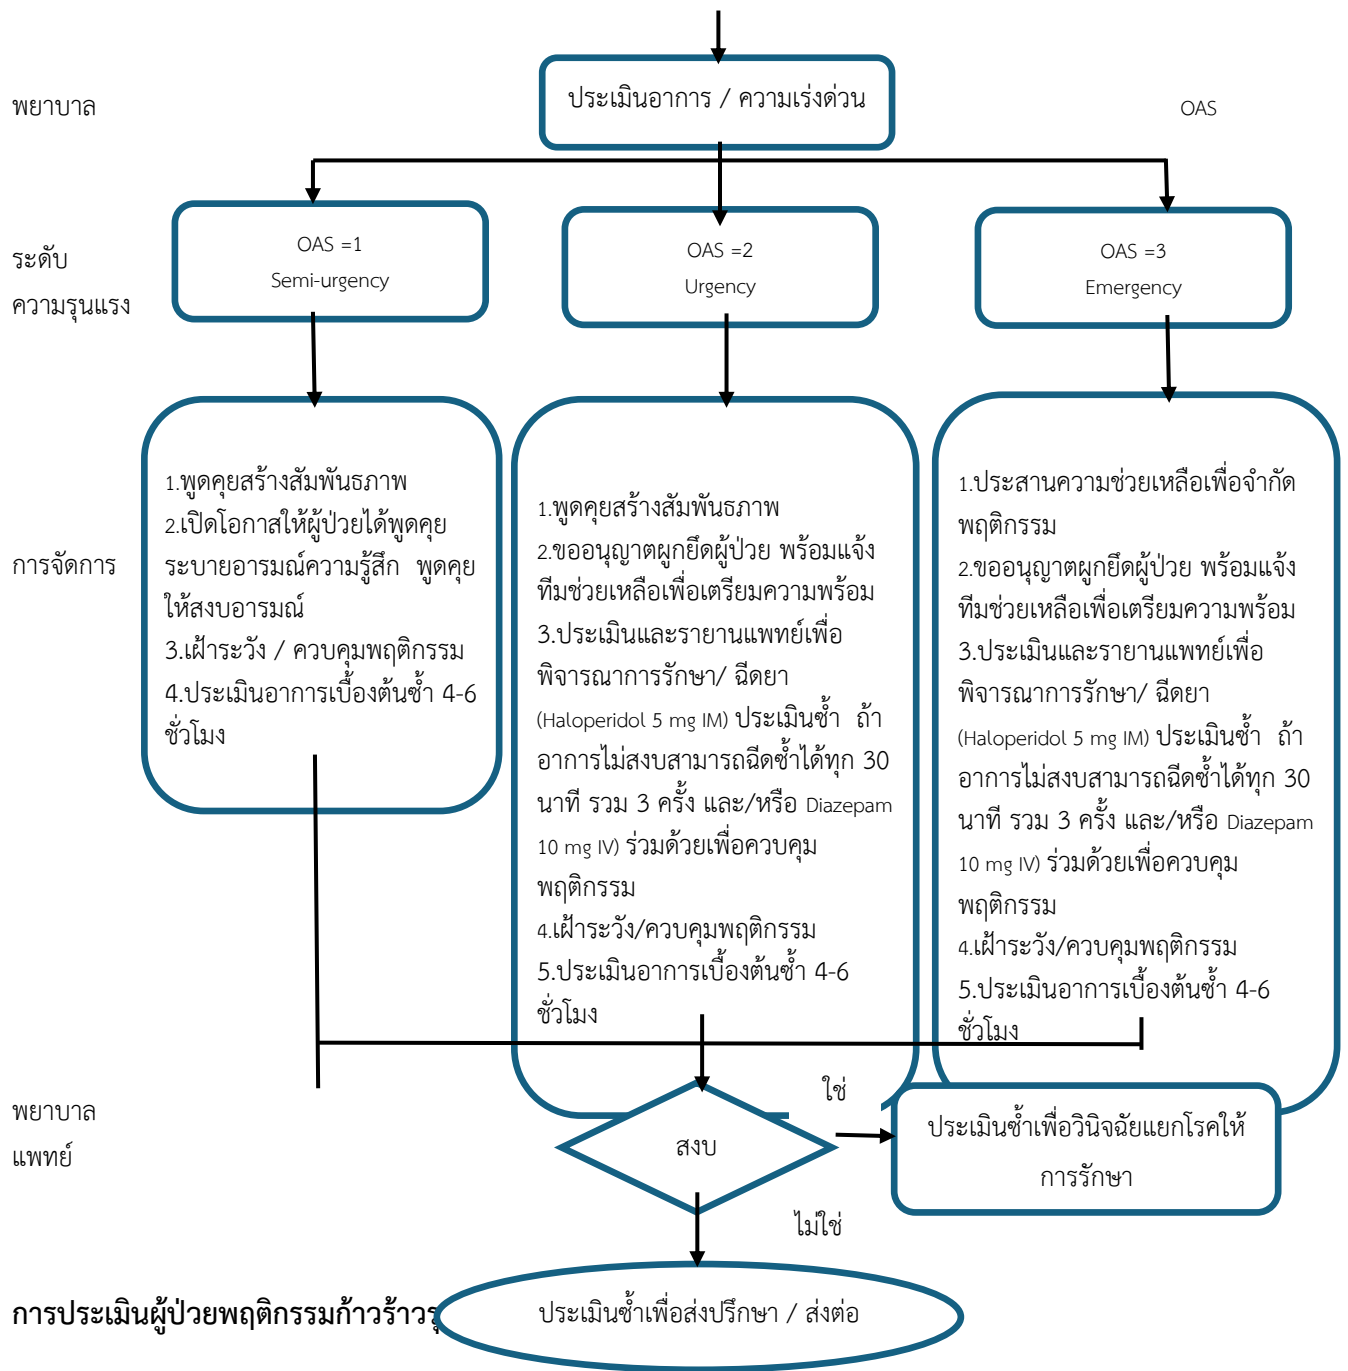 พยาบาล
ประเมินอาการ / ความเร่งด่วน
OAS
ระดับ
ความรุนแรง
OAS =1
Semi-urgency
OAS =2
Urgency
OAS =3
Emergency
การจัดการ
1.พูดคุยสร้างสัมพันธภาพ
2.เปิดโอกาสให้ผู้ป่วยได้พูดคุย
ระบายอารมณ์ความรู้สึก พูดคุย
ให้สงบอารมณ์
3.เฝ้าระวัง / ควบคุมพฤติกรรม
4.ประเมินอาการเบื้องต้นซ้ำ 4-6
ชั่วโมง
1.พูดคุยสร้างสัมพันธภาพ
2.ขออนุญาตผูกยึดผู้ป่วย พร้อมแจ้ง
ทีมช่วยเหลือเพื่อเตรียมความพร้อม
3.ประเมินและรายานแพทย์เพื่อ
พิจารณาการรักษา/ ฉีดยา
(Haloperidol 5 mg IM) ประเมินซ้ำ ถ้า
อาการไม่สงบสามารถฉีดซ้ำได้ทุก 30
นาที รวม 3 ครั้ง และ/หรือ Diazepam
10 mg IV) ร่วมด้วยเพื่อควบคุม
พฤติกรรม
4.เฝ้าระวัง/ควบคุมพฤติกรรม
5.ประเมินอาการเบื้องต้นซ้ำ 4-6
ชั่วโมง
1.ประสานความช่วยเหลือเพื่อจำกัด
พฤติกรรม
2.ขออนุญาตผูกยึดผู้ป่วย พร้อมแจ้ง
ทีมช่วยเหลือเพื่อเตรียมความพร้อม
3.ประเมินและรายานแพทย์เพื่อ
พิจารณาการรักษา/ ฉีดยา
(Haloperidol 5 mg IM) ประเมินซ้ำ ถ้า
อาการไม่สงบสามารถฉีดซ้ำได้ทุก 30
นาที รวม 3 ครั้ง และ/หรือ Diazepam
10 mg IV) ร่วมด้วยเพื่อควบคุม
พฤติกรรม
4.เฝ้าระวัง/ควบคุมพฤติกรรม
5.ประเมินอาการเบื้องต้นซ้ำ 4-6
ชั่วโมง
พยาบาล
แพทย์
สงบ
ใช่
ประเมินซ้ำเพื่อวินิจฉัยแยกโรคให้
การรักษา
ไม่ใช่
การประเมินผู้ป่วยพฤติกรรมก้าวร้าว
ประเมินซ้ำเพื่อส่งปรึกษา / ส่งต่อ